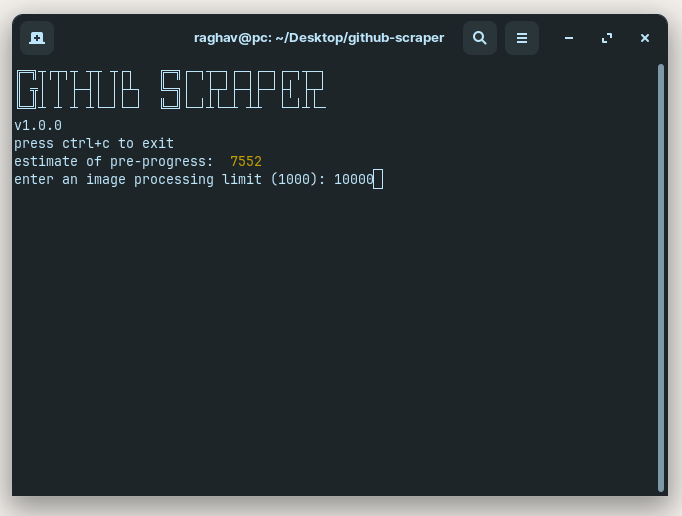 raghav@pc: ~/Desktop/github-scraper
GITHUB SCRAPER
v1.0.0
press ctrl+c to exit
estimate of pre-progress:  7552
enter an image processing limit (1000): 10000